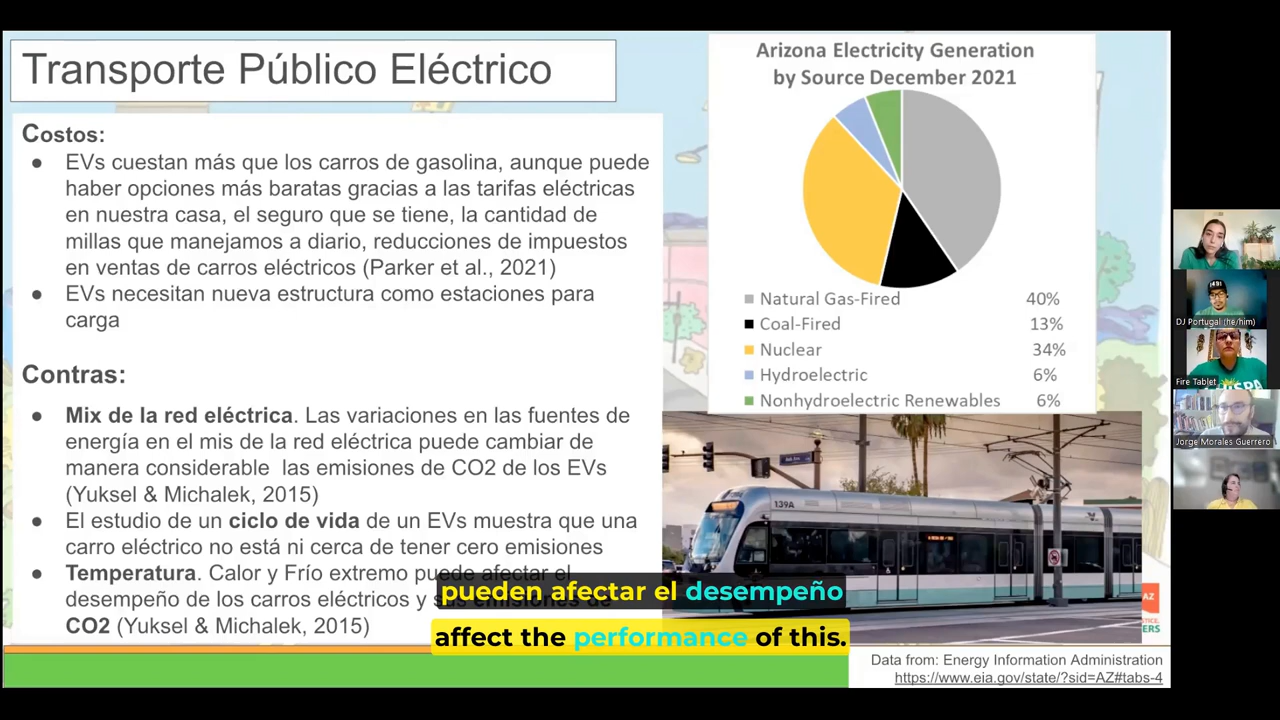 Transporte Público Eléctrico
Costos:
● EVs cuestan más que los carros de gasolina, aunque puede
haber opciones más baratas gracias a las tarifas eléctricas
en nuestra casa, el seguro que se tiene, la cantidad de
millas que manejamos a diario, reducciones de impuestos
en ventas de carros eléctricos (Parker et al., 2021)
● EVs necesitan nueva estructura como estaciones para
carga
Contras:
● Mix de la red eléctrica. Las variaciones en las fuentes de
energía en el mis de la red eléctrica puede cambiar de
manera considerable las emisiones de CO2 de los EVs
(Yuksel & Michalek, 2015)
● El estudio de un ciclo de vida de un EVs muestra que una
carro eléctrico no está ni cerca de tener cero emisiones
● Temperatura. Calor y Frío extremo puede afectar el
desempeño de los carros eléctricos y sus emisiones de
CO2 (Yuksel & Michalek, 2015)
Arizona Electricity Generation
by Source December 2021
Natural Gas-Fired 40%
Coal-Fired 13%
Nuclear 34%
Hydroelectric 6%
Nonhydroelectric Renewables 6%
139A
pueden afectar el desempeño
affect the performance of this.
AZ
ERS
Data from: Energy Information Administration
https://www.eia.gov/state/?sid=AZ#tabs-4
DJ Portugal (he/him)
Fire Tablet
Jorge Morales Guerrero